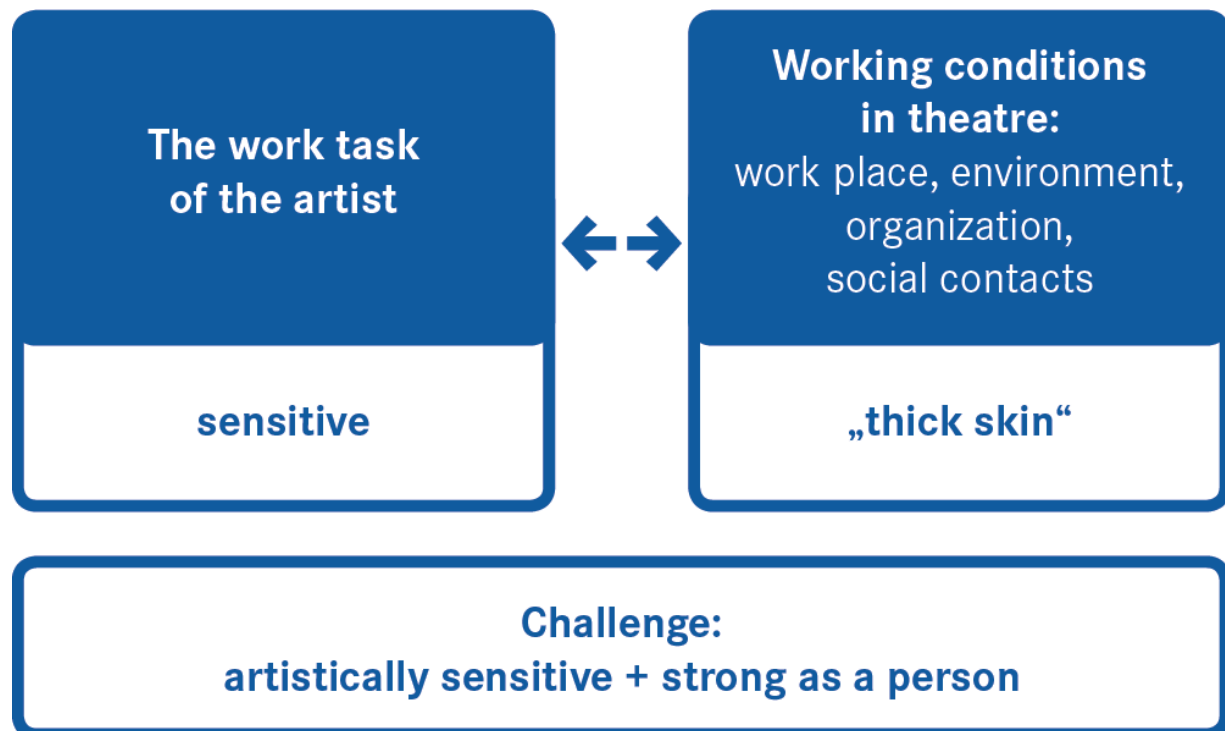 The work task
of the artist
sensitive
Working conditions
in theatre:
work place, environment,
organization,
social contacts
„thick skin“
Challenge:
artistically sensitive + strong as a person